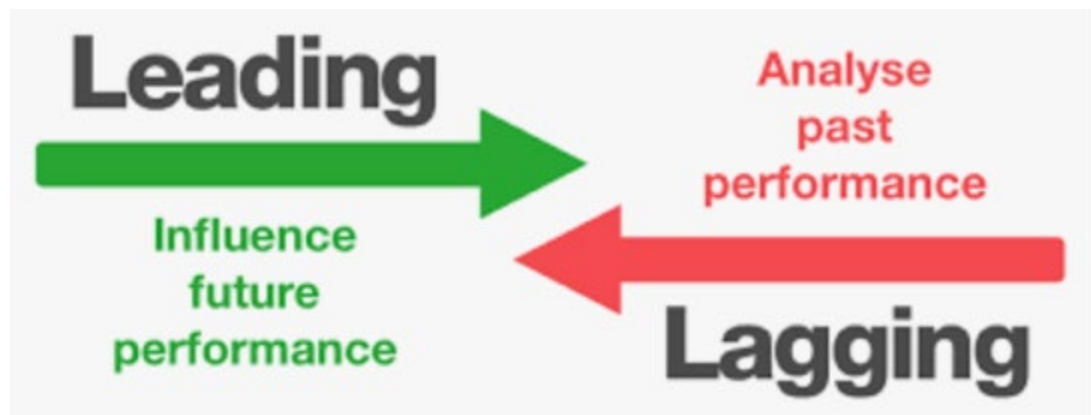 Leading
Influence
future
performance
Analyse
past
performance
Lagging